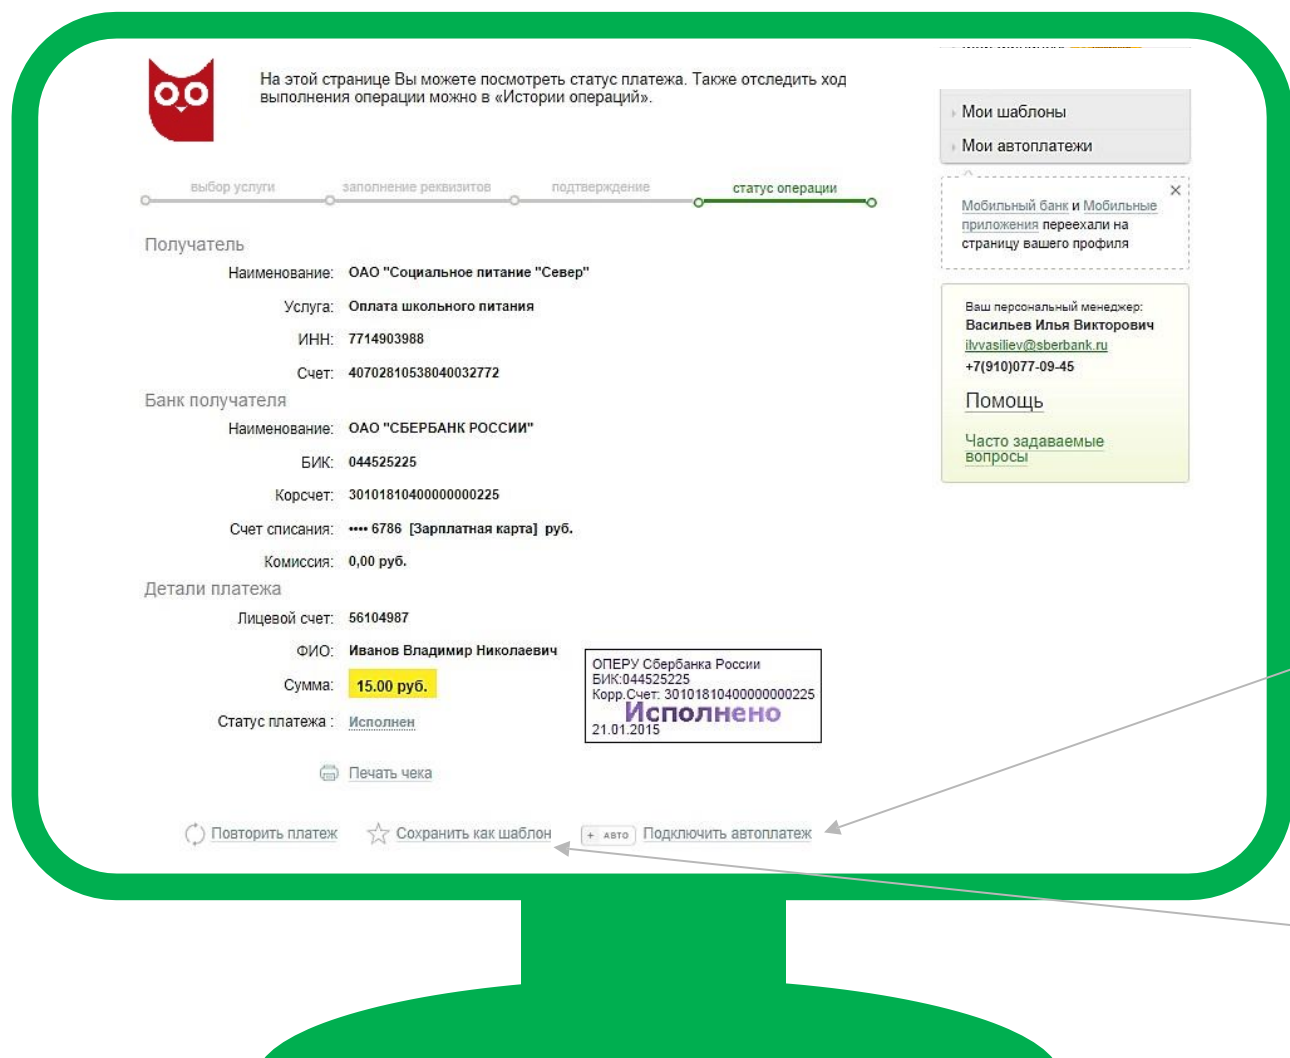 На этой странице Вы можете посмотреть статус платежа. Также отследить ход
выполнения операции можно в «Истории операций».
Мои шаблоны
Мои автоплатежи
выбор услуги
заполнение реквизитов
подтверждение
статус операции
Мобильный банк и Мобильные
приложения переехали на
страницу вашего профиля
Получатель
Наименование: ОАО "Социальное питание "Север"
Услуга: Оплата школьного питания
ИНН: 7714903988
Счет: 40702810538040032772
Банк получателя
Наименование: ОАО "СБЕРБАНК РОССИИ"
БИК: 044525225
Корсчет: 30101810400000000225
Счет списания: •••• 6786 [Зарплатная карта] руб.
Комиссия: 0,00 руб.
Ваш персональный менеджер:
Васильев Илья Викторович
ilvvasiliev@sberbank.ru
+7(910)077-09-45
Помощь
Часто задаваемые
вопросы
Детали платежа
Лицевой счет: 56104987
ФИО: Иванов Владимир Николаевич
Сумма: 15.00 руб.
Статус платежа : Исполнен
ОПЕРУ Сбербанка России
БИК:044525225
Корр.Счет: 30101810400000000225
Исполнено
21.01.2015
Печать чека
Повторить платеж
Сохранить как шаблон
+ АВТО
Подключить автоплатеж